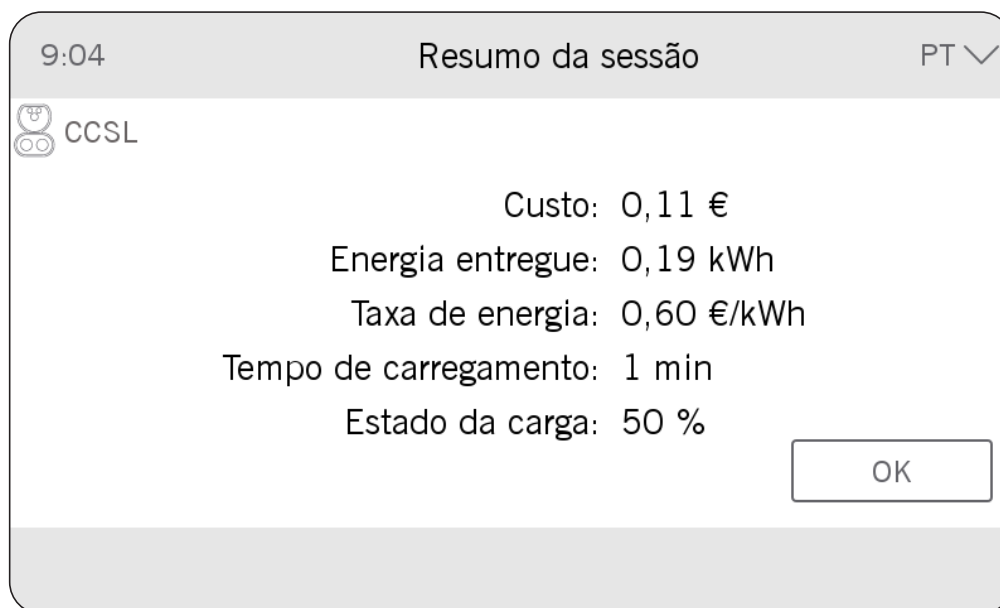 9:04 Resumo da sessão PT
CCSL
Custo: 0,11 €
Energia entregue: 0,19 kWh
Taxa de energia: 0,60 €/kWh
Tempo de carregamento: 1 min
Estado da carga: 50 %
OK